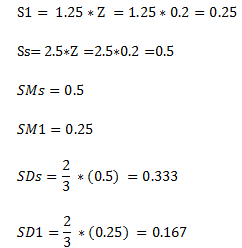 S1 = 1.25 * Z = 1.25 * 0.2 = 0.25
Ss= 2.5*Z =2.5*0.2 =0.5
SMs = 0.5
SM1 = 0.25
SDs = 2/3 * (0.5) = 0.333
SD1 = 2/3 * (0.25) = 0.167